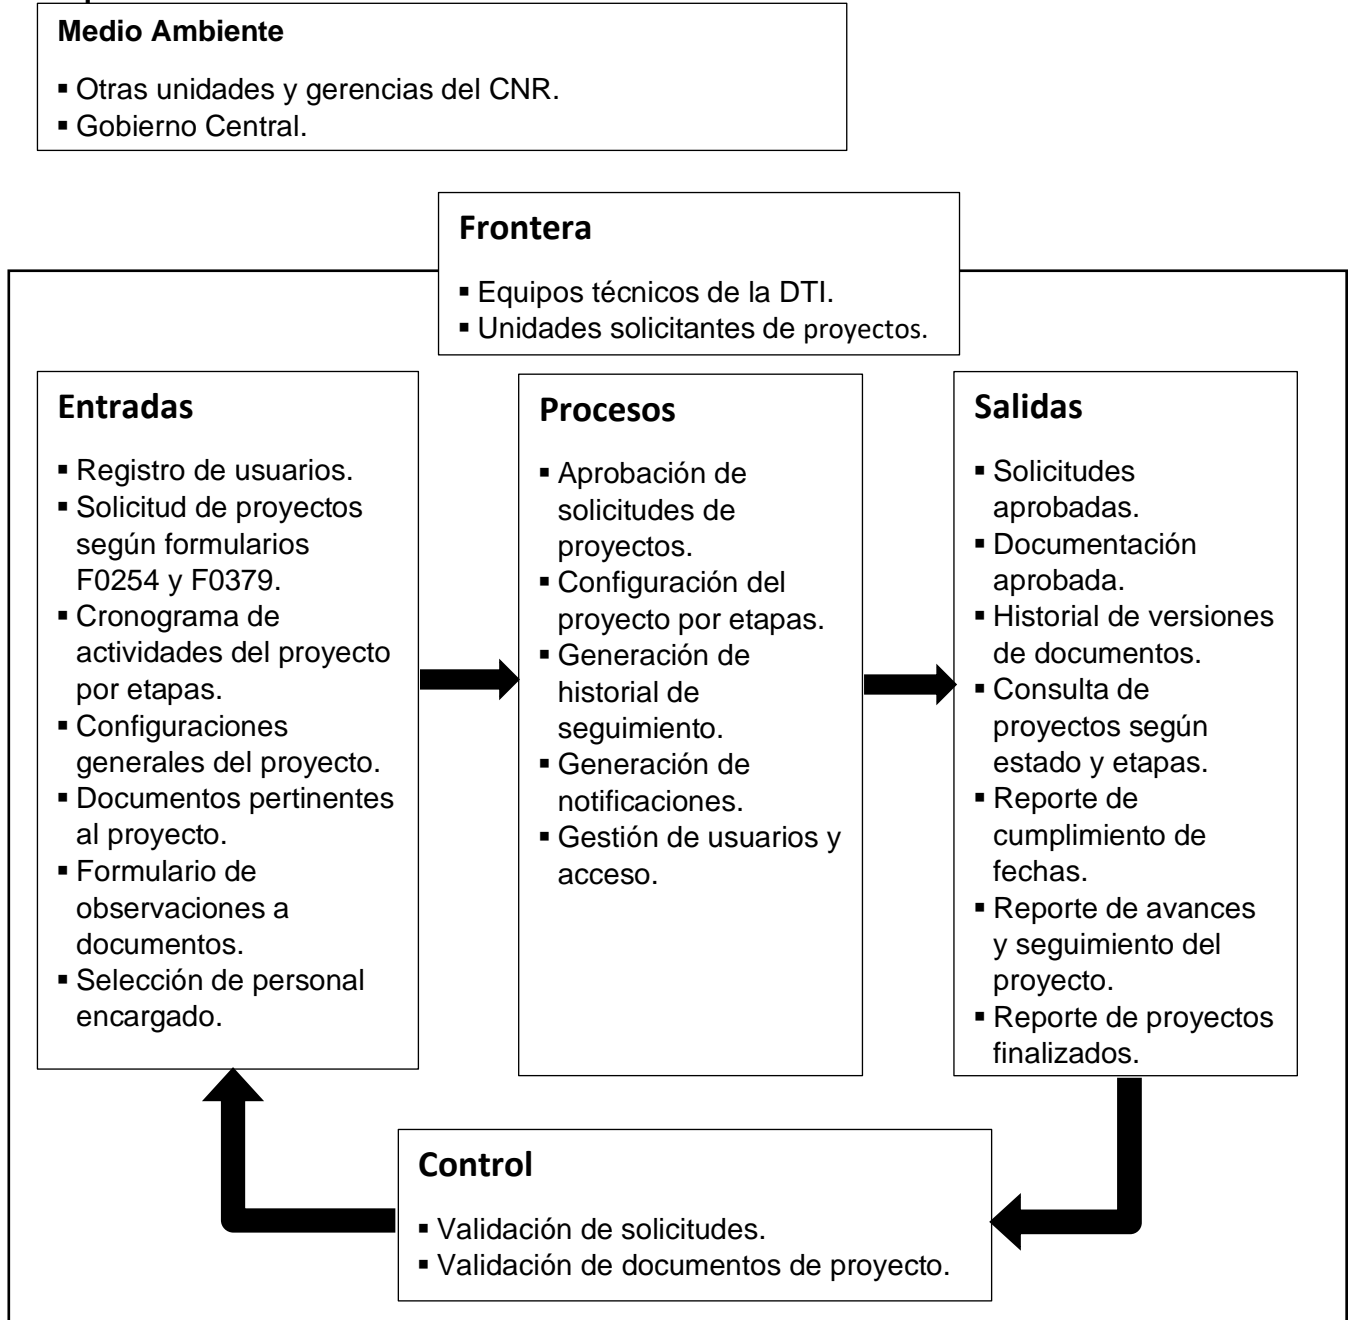 Medio Ambiente
▪ Otras unidades y gerencias del CNR.
▪ Gobierno Central.
Frontera
▪ Equipos técnicos de la DTI.
▪ Unidades solicitantes de proyectos.
Entradas
▪ Registro de usuarios.
▪ Solicitud de proyectos
según formularios
F0254 y F0379.
▪ Cronograma de
actividades del proyecto
por etapas.
▪ Configuraciones
generales del proyecto.
▪ Documentos pertinentes
al proyecto.
▪ Formulario de
observaciones a
documentos.
▪ Selección de personal
encargado.
Procesos
▪ Aprobación de
solicitudes de
proyectos.
▪ Configuración del
proyecto por etapas.
▪ Generación de
historial de
seguimiento.
▪ Generación de
notificaciones.
▪ Gestión de usuarios y
acceso.
Salidas
▪ Solicitudes
aprobadas.
▪ Documentación
aprobada.
▪ Historial de versiones
de documentos.
▪ Consulta de
proyectos según
estado y etapas.
▪ Reporte de
cumplimiento de
fechas.
▪ Reporte de avances
y seguimiento del
proyecto.
▪ Reporte de proyectos
finalizados.
Control
▪ Validación de solicitudes.
▪ Validación de documentos de proyecto.